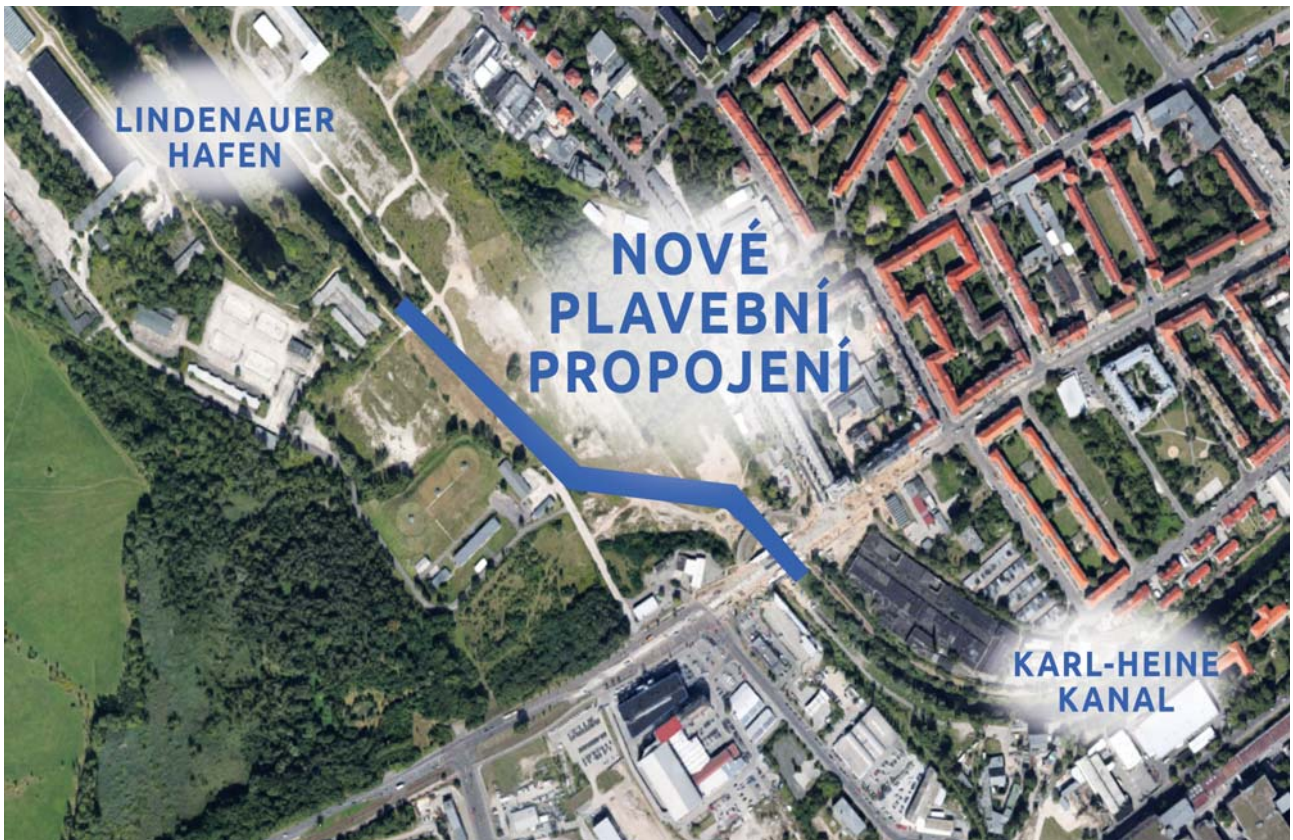 LINDENAUER
HAFEN
NOVÉ
PLAVEBNÍ
PROPOJENÍ
KARL-HEINE
KANAL